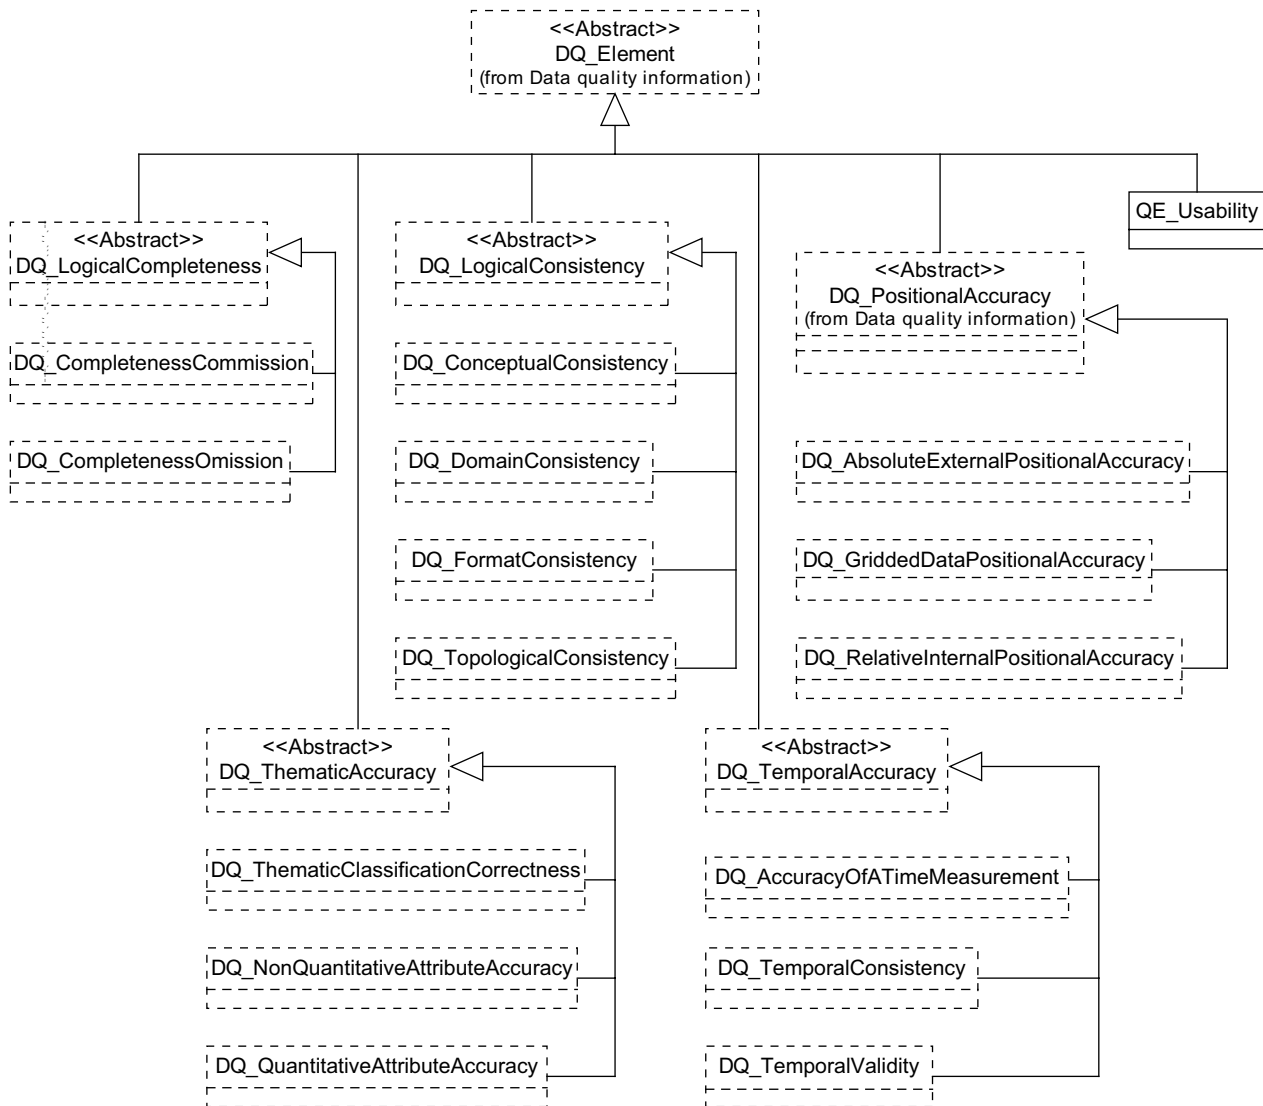 <<Abstract>>
DQ_Element
(from Data quality information)
QE_Usability
<<Abstract>>
DQ_LogicalCompleteness
<<Abstract>>
DQ_LogicalConsistency
<<Abstract>>
DQ_PositionalAccuracy
(from Data quality information)
DQ_CompletenessCommission
DQ_ConceptualConsistency
DQ_CompletenessOmission
DQ_DomainConsistency
DQ_AbsoluteExternalPositionalAccuracy
DQ_FormatConsistency
DQ_GriddedDataPositionalAccuracy
DQ_TopologicalConsistency
DQ_RelativeInternalPositionalAccuracy
<<Abstract>>
DQ_ThematicAccuracy
<<Abstract>>
DQ_TemporalAccuracy
DQ_ThematicClassificationCorrectness
DQ_AccuracyOfATimeMeasurement
DQ_NonQuantitativeAttributeAccuracy
DQ_TemporalConsistency
DQ_QuantitativeAttributeAccuracy
DQ_TemporalValidity